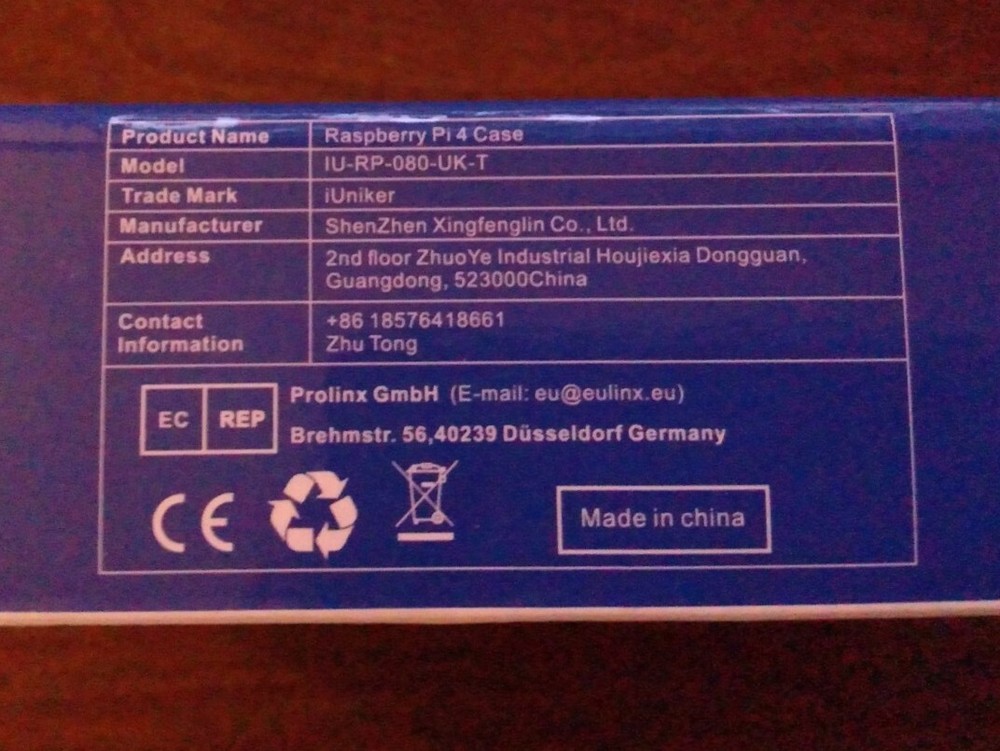 Product Name Raspberry Pi 4 Case
Model IU-RP-080-UK-T
Trade Mark iUniker
Manufacturer ShenZhen Xingfenglin Co., Ltd.
Address 2nd floor ZhuoYe Industrial Houjiexia Dongguan,
Guangdong, 523000China
Contact +86 18576418661
Information Zhu Tong
EC REP Prolinx GmbH (E-mail: eu@eulinx.eu)
Brehmstr. 56,40239 Düsseldorf Germany
CE
Made in china